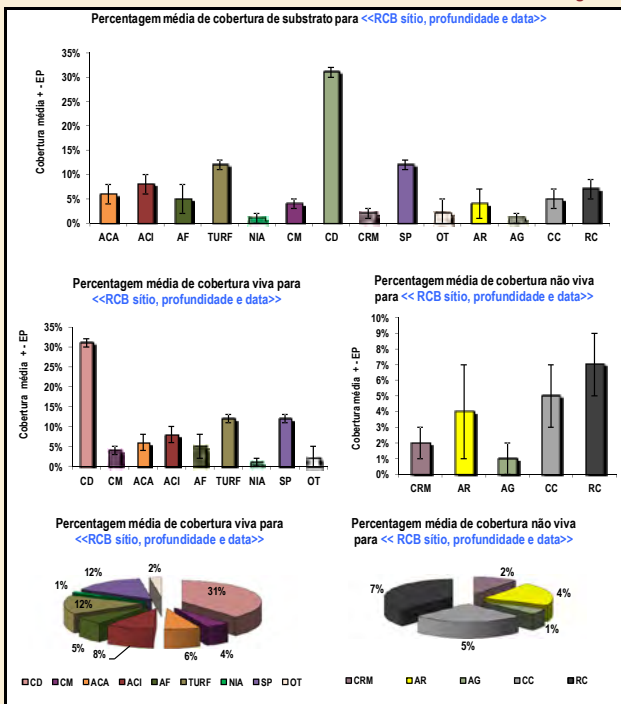 Percentagem média de cobertura de substrato para <<RCB sítio, profundidade e data>>
Cobertura média + - EP
35%
30%
25%
20%
15%
10%
5%
0%
ACA ACI AF TURF NIA CM CD CRM SP OT AR AG CC RC
Percentagem média de cobertura viva para
<<RCB sítio, profundidade e data>>
Cobertura média + - EP
35%
30%
25%
20%
15%
10%
5%
0%
CD CM ACA ACI AF TURF NIA SP OT
Percentagem média de cobertura não viva
para << RCB sítio, profundidade e data>>
Cobertura média + - EP
10%
9%
8%
7%
6%
5%
4%
3%
2%
1%
0%
CRM AR AG CC RC
Percentagem média de cobertura viva para
<<RCB sítio, profundidade e data>>
2%
12%
31%
1%
12%
5%
8%
6%
4%
CD CM ACA ACI AF TURF NIA SP OT
Percentagem média de cobertura não viva
para << RCB sítio, profundidade e data>>
2%
7%
4%
1%
5%
CRM AR AG CC RC